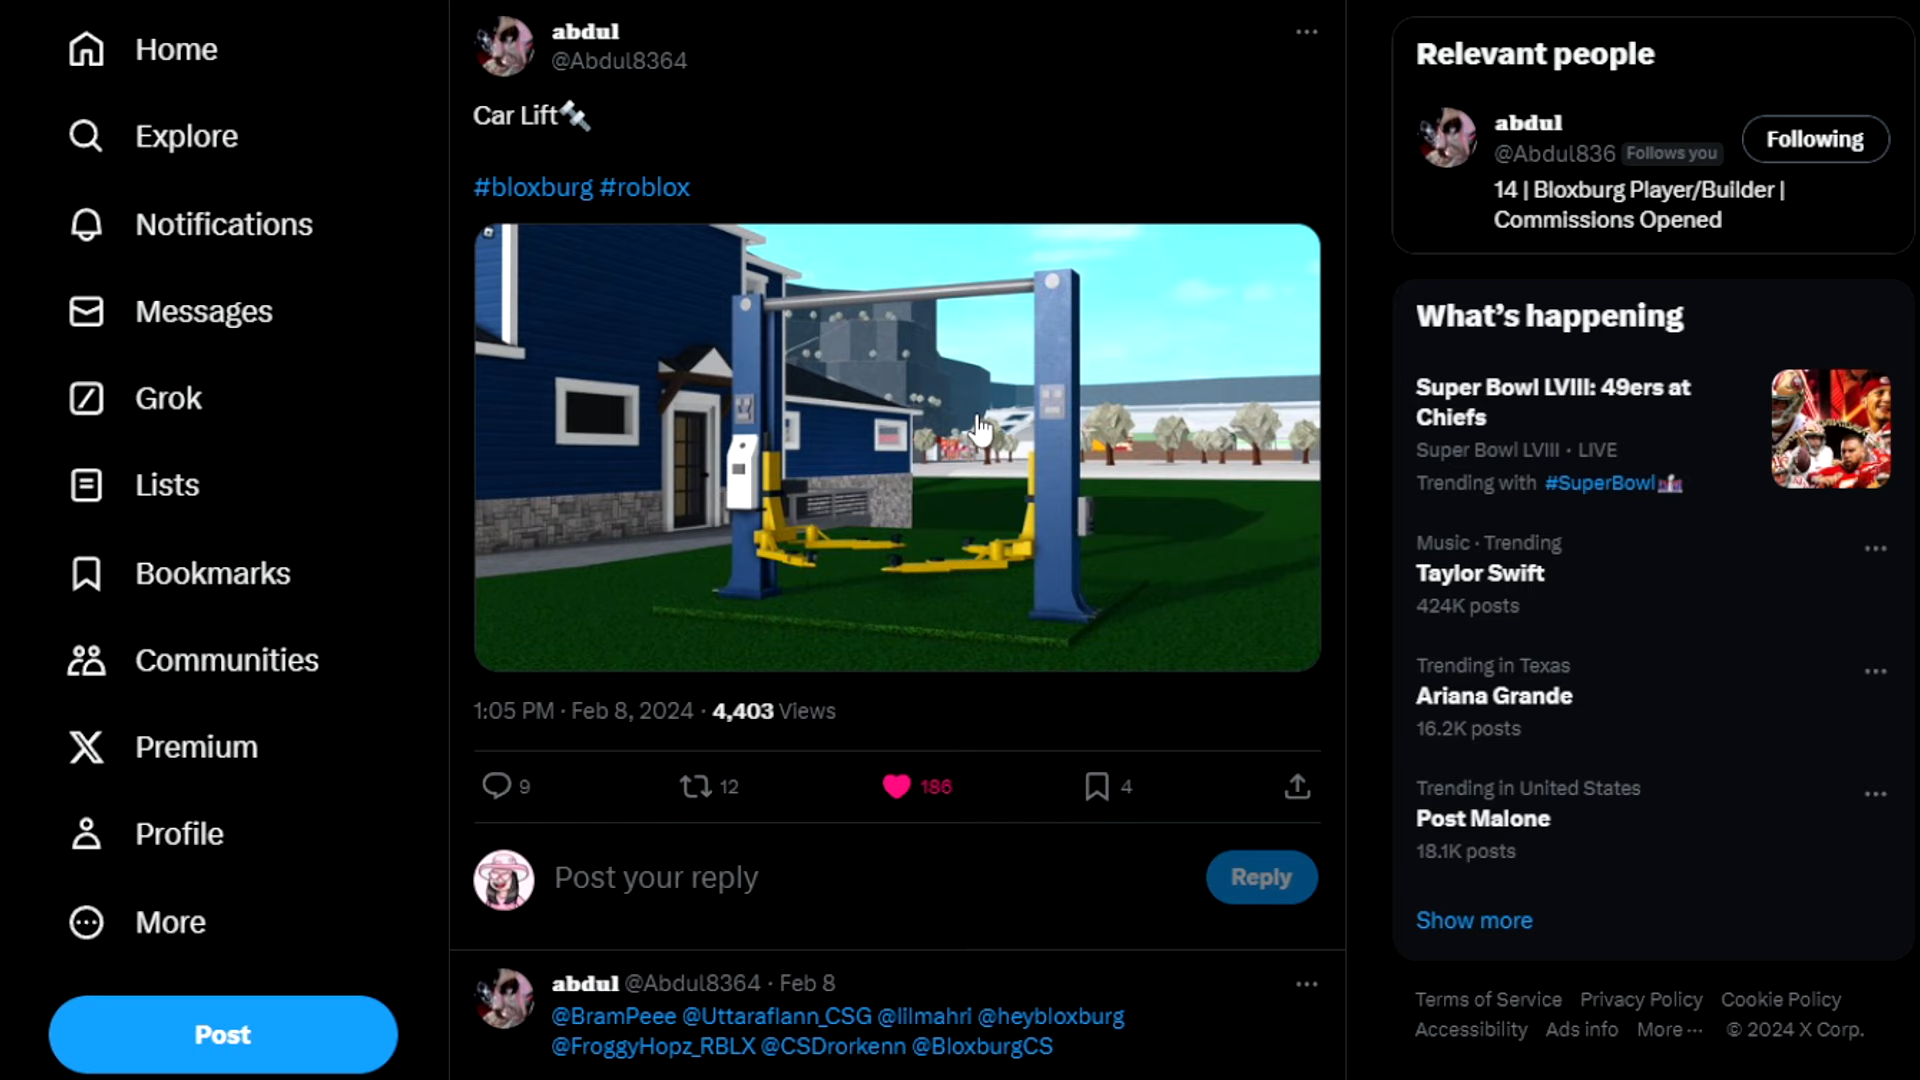 Home
Explore
Notifications
Messages
Grok
Lists
Bookmarks
Communities
Premium
Profile
More
Post
abdul
@Abdul8364
Car Lift
#bloxburg #roblox
1:05 PM · Feb 8, 2024 · 4,403 Views
9
12
186
4
Post your reply
Reply
abdul @Abdul8364 · Feb 8
@BramPeee @Uttaraflann_CSG @lilmahri @heybloxburg
@FroggyHopz_RBLX @CSDrorkenn @BloxburgCS
Relevant people
abdul
@Abdul836 Follows you
Following
14 | Bloxburg Player/Builder |
Commissions Opened
What's happening
Super Bowl LVIII: 49ers at
Chiefs
Super Bowl LVIII · LIVE
Trending with #SuperBowl
Music · Trending
Taylor Swift
424K posts
Trending in Texas
Ariana Grande
16.2K posts
Trending in United States
Post Malone
18.1K posts
Show more
Terms of Service Privacy Policy Cookie Policy
Accessibility Ads info More ··· © 2024 X Corp.